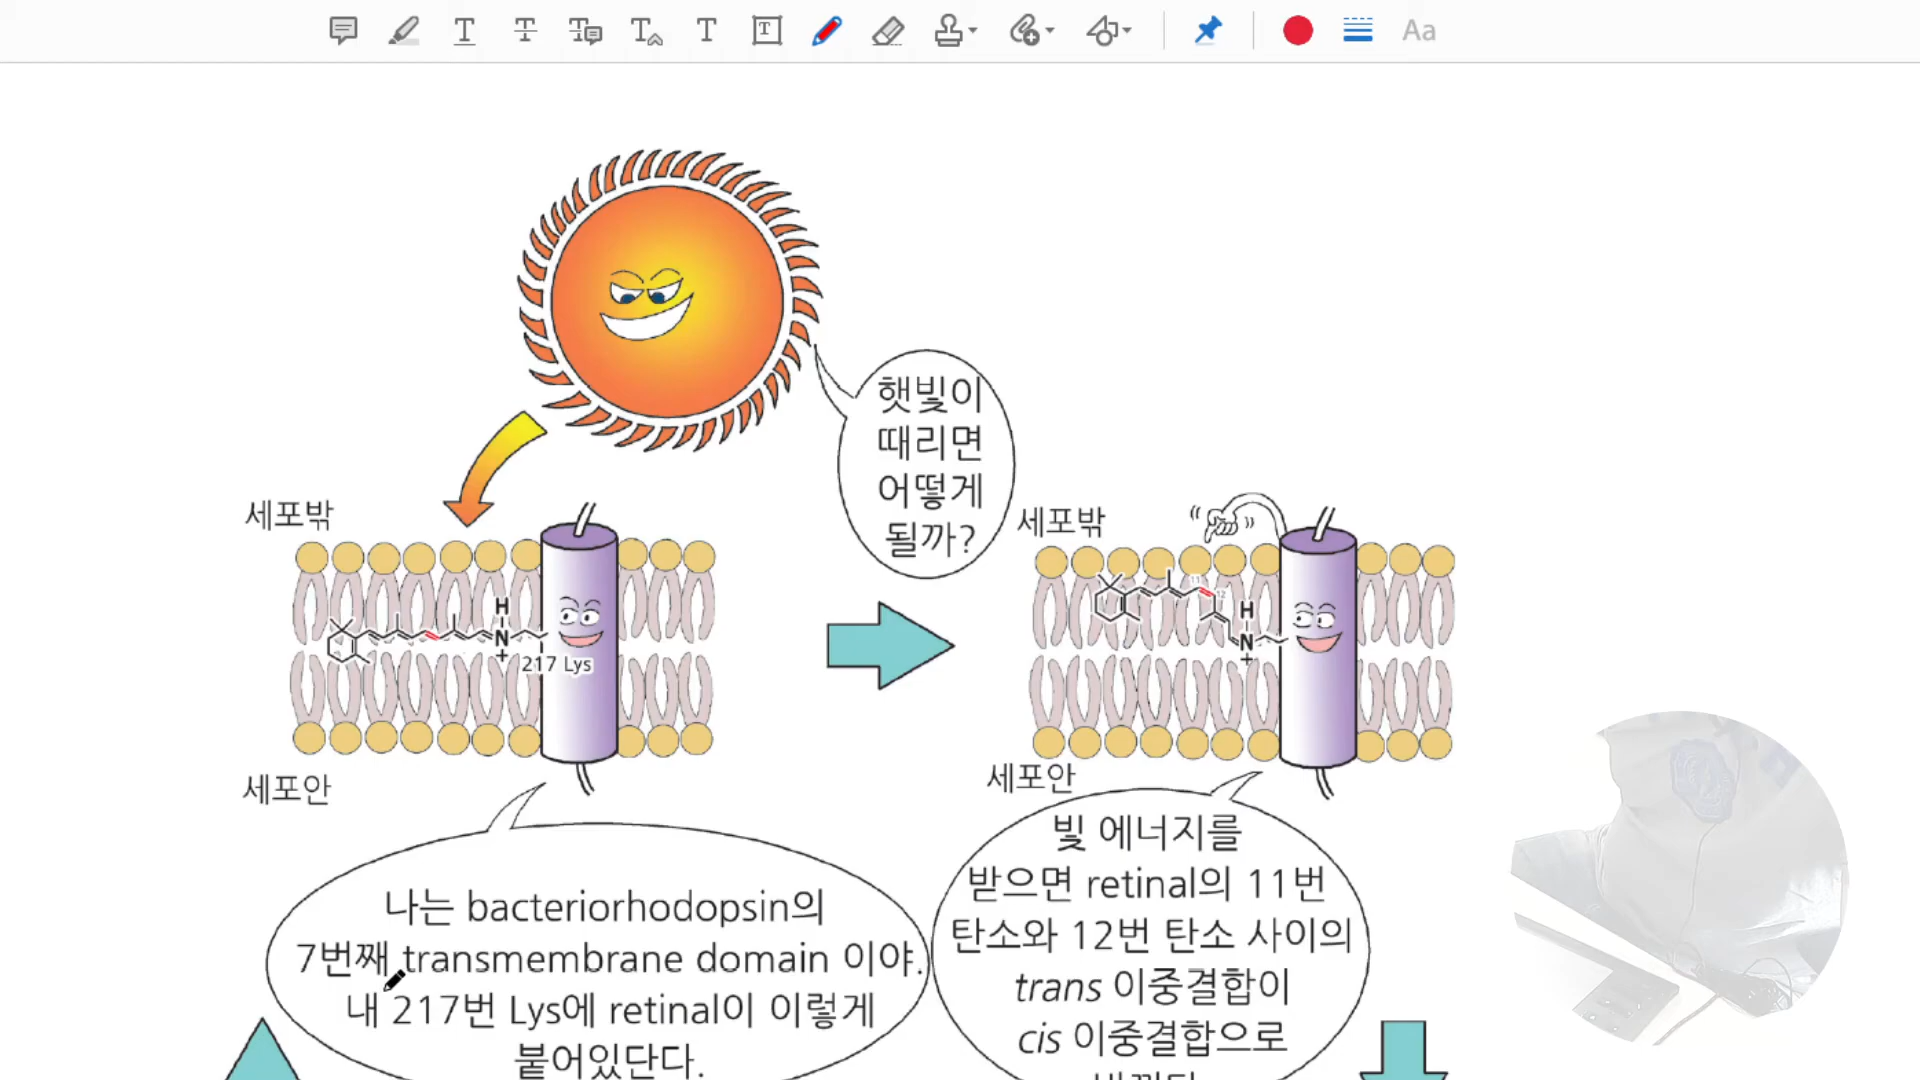 Aa
햇빛이
때리면
어떻게
될까?
세포밖
H
N
+
217 Lys
세포안
나는 bacteriorhodopsin의
7번째 transmembrane domain 이야.
내 217번 Lys에 retinal이 이렇게
붙어있단다.
세포밖
11
12
H
N
+
세포안
빛 에너지를
받으면 retinal의 11번
탄소와 12번 탄소 사이의
trans 이중결합이
cis 이중결합으로